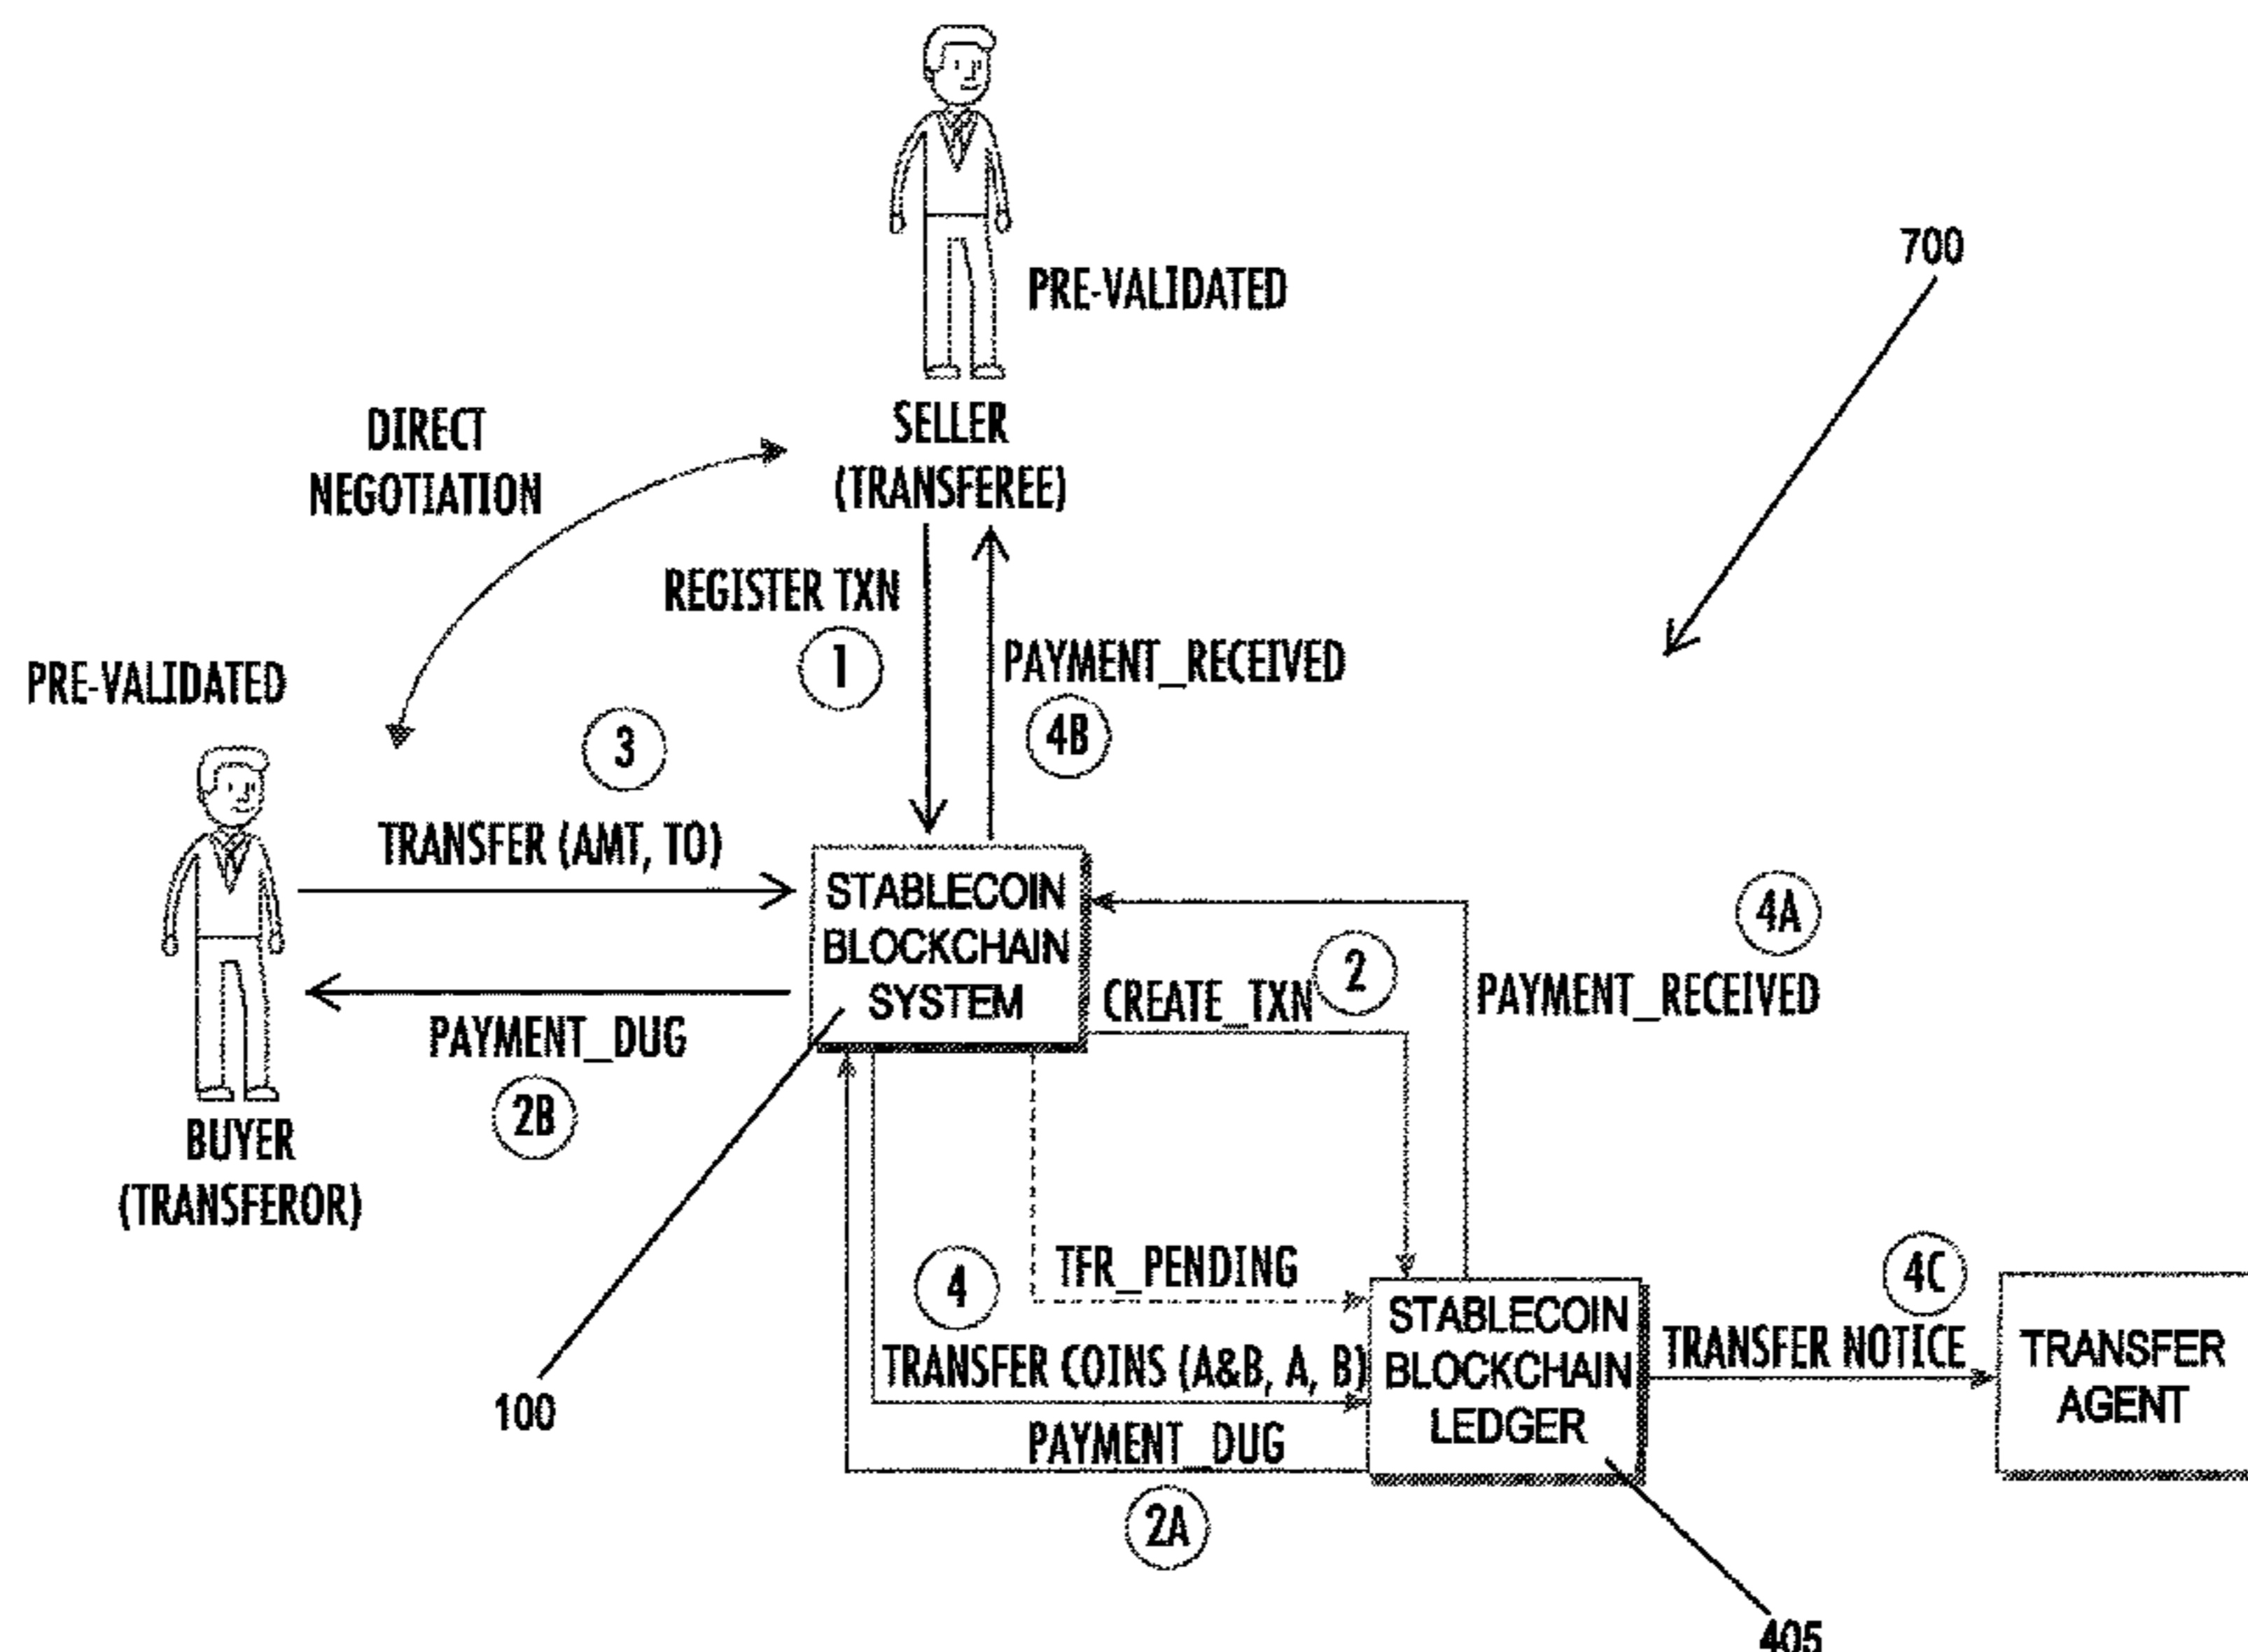 700
PRE-VALIDATED
SELLER
(TRANSFEREE)
DIRECT
NEGOTIATION
REGISTER TXN
1
PAYMENT_RECEIVED
4B
PRE-VALIDATED
3
TRANSFER (AMT, TO)
PAYMENT_DUG
2B
BUYER
(TRANSFEROR)
STABLECOIN
BLOCKCHAIN
SYSTEM
4A
PAYMENT_RECEIVED
2
CREATE_TXN
TFR_PENDING
4
TRANSFER COINS (A&B, A, B)
PAYMENT_DUG
2A
100
STABLECOIN
BLOCKCHAIN
LEDGER
4C
TRANSFER NOTICE
TRANSFER
AGENT
405